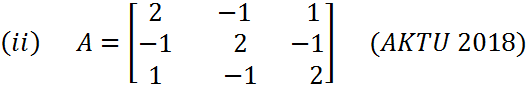 (ii) A = [ 2 −1 1
−1 2 −1 (AKTU 2018)
1 −1 2 ]